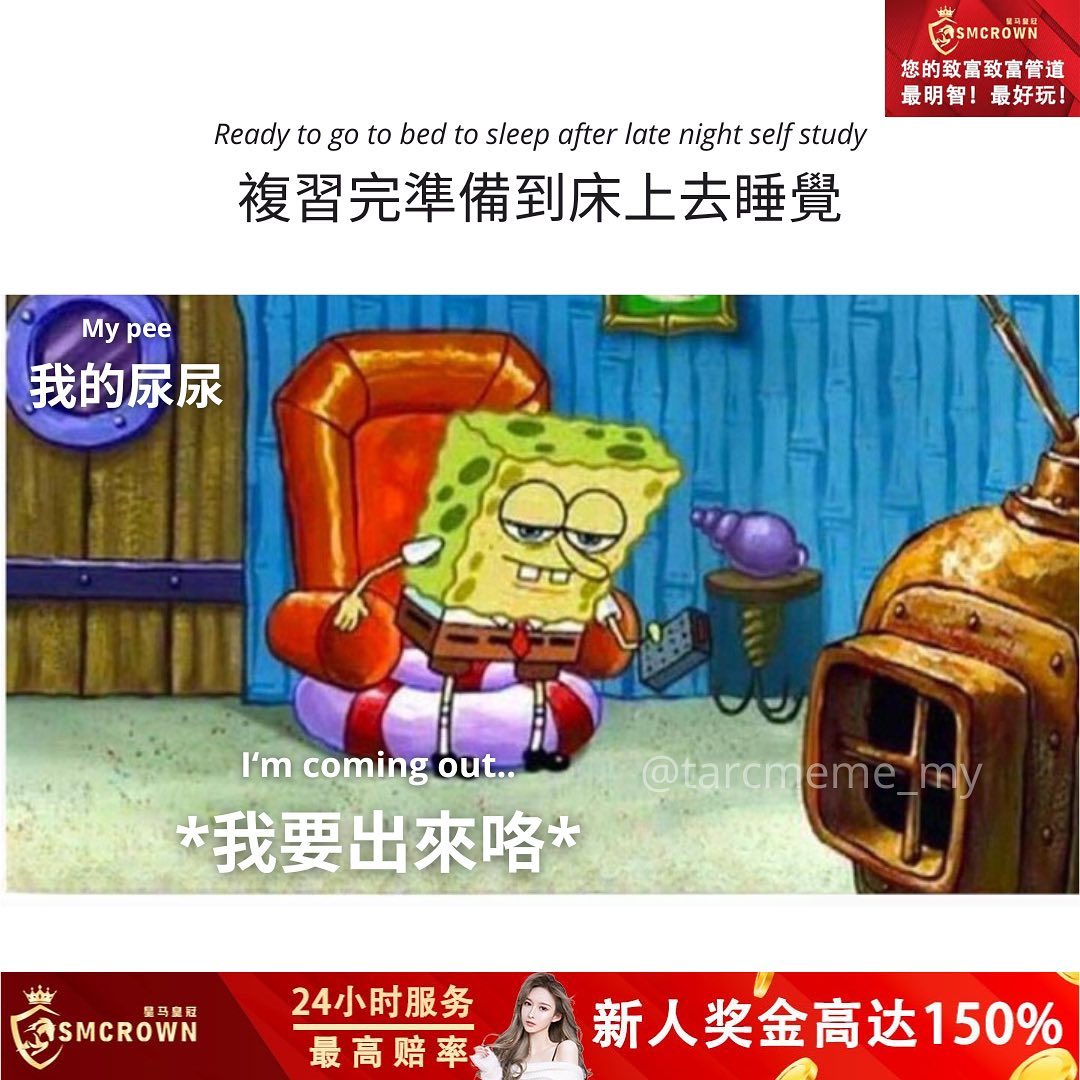 星马皇冠
SMCROWN
您的致富致富管道
最明智！最好玩！
Ready to go to bed to sleep after late night self study
複習完準備到床上去睡覺
My pee
我的尿尿
I'm coming out..
@tarcmeme_my
*我要出來咯*
星马皇冠
SMCROWN
24小时服务
最高赔率
新人奖金高达150%